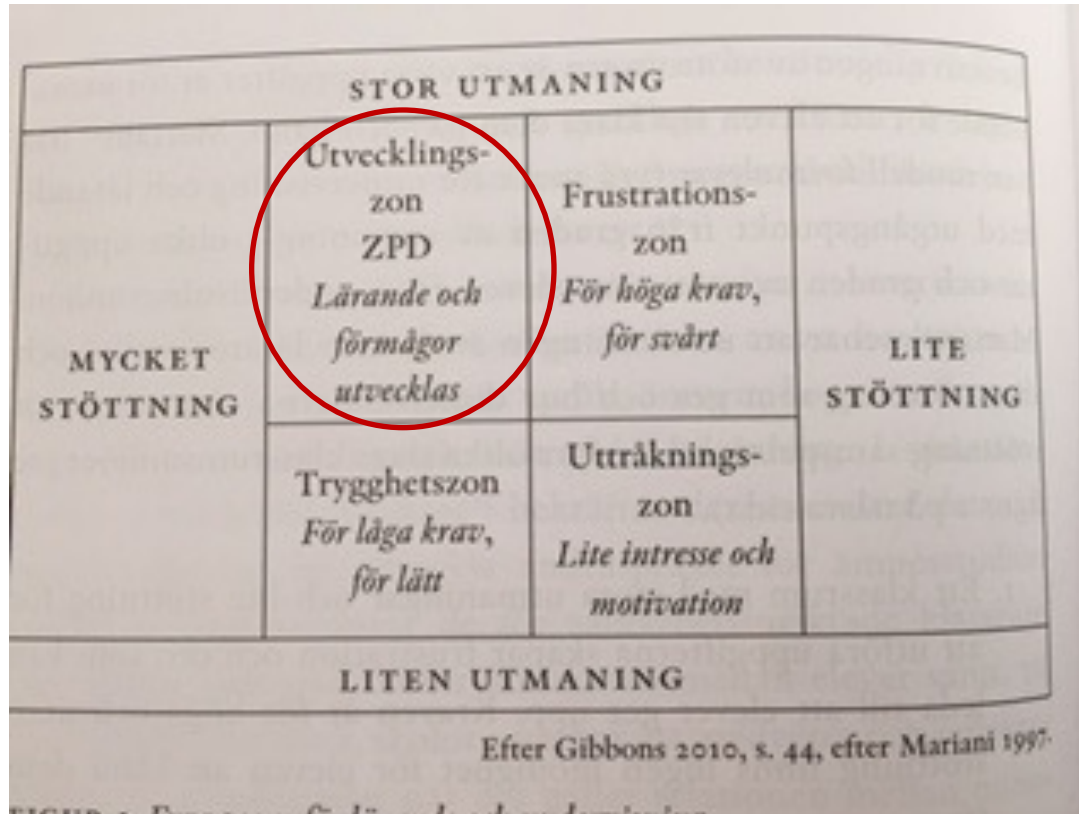 STOR UTMANING
Utvecklings-
zon
ZPD
Lärande och
förmågor
utvecklas
Frustrations-
zon
För höga krav,
för svårt
MYCKET
STÖTTNING
LITE
STÖTTNING
Trygghetszon
För låga krav,
för lätt
Uttråknings-
zon
Lite intresse och
motivation
LITEN UTMANING
Efter Gibbons 2010, s. 44, efter Mariani 1997.